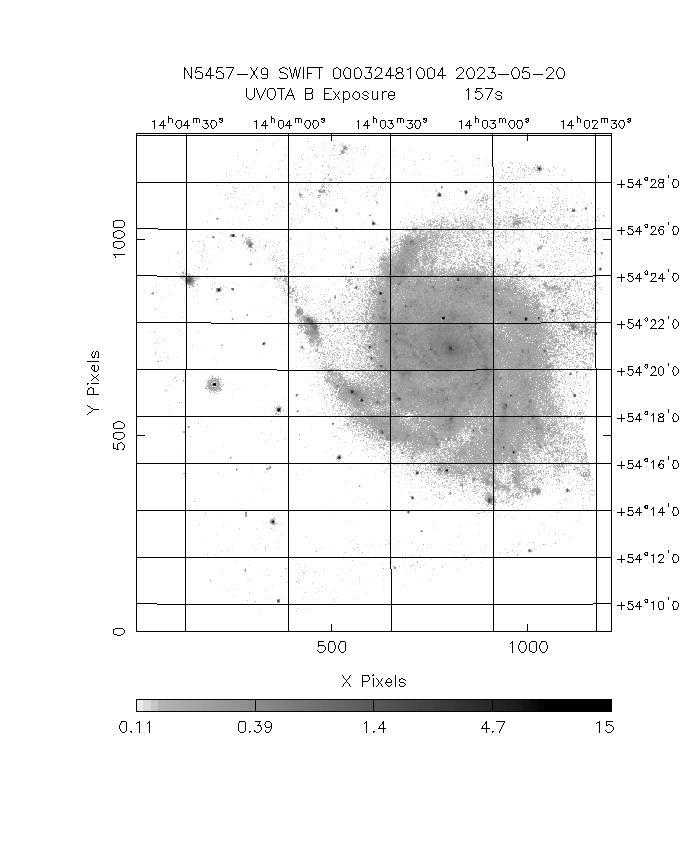 N5457-X9 SWIFT 00032481004 2023-05-20
UVOTA B Exposure 157s
14ʰ04ᵐ30ˢ 14ʰ04ᵐ00ˢ 14ʰ03ᵐ30ˢ 14ʰ03ᵐ00ˢ 14ʰ02ᵐ30ˢ
+54°28'0
+54°26'0
+54°24'0
+54°22'0
+54°20'0
+54°18'0
+54°16'0
+54°14'0
+54°12'0
+54°10'0
Y Pixels
1000
500
0
500 1000
X Pixels
0.11 0.39 1.4 4.7 15